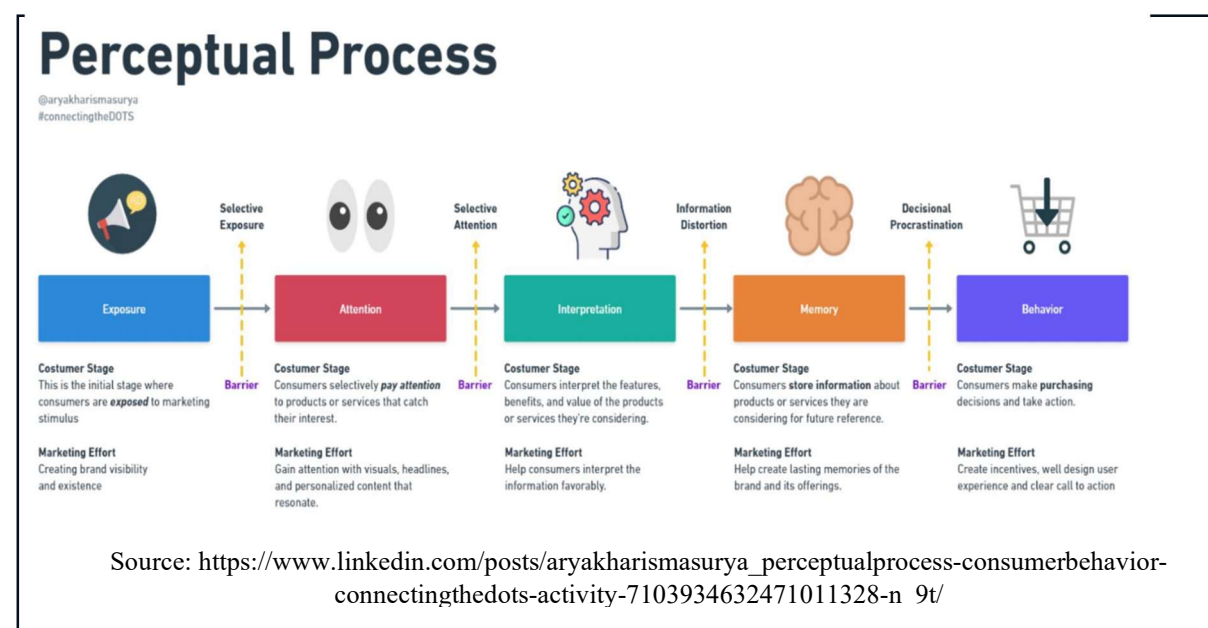 Perceptual Process
@aryakharismasurya
#connectingtheDOTS
Selective
Exposure
Selective
Attention
Information
Distortion
Decisional
Procrastination
Exposure
Attention
Interpretation
Memory
Behavior
Barrier
Barrier
Barrier
Barrier
Costumer Stage
This is the initial stage where
consumers are exposed to marketing
stimulus
Marketing Effort
Creating brand visibility
and existence
Costumer Stage
Consumers selectively pay attention
to products or services that catch
their interest.
Marketing Effort
Gain attention with visuals, headlines,
and personalized content that
resonate.
Costumer Stage
Consumers interpret the features,
benefits, and value of the products
or services they're considering.
Marketing Effort
Help consumers interpret the
information favorably.
Costumer Stage
Consumers store information about
products or services they are
considering for future reference.
Marketing Effort
Help create lasting memories of the
brand and its offerings.
Costumer Stage
Consumers make purchasing
decisions and take action.
Marketing Effort
Create incentives, well design user
experience and clear call to action
Source: https://www.linkedin.com/posts/aryakharismasurya_perceptualprocess-consumerbehavior-
connectingthedots-activity-7103934632471011328-n_9t/